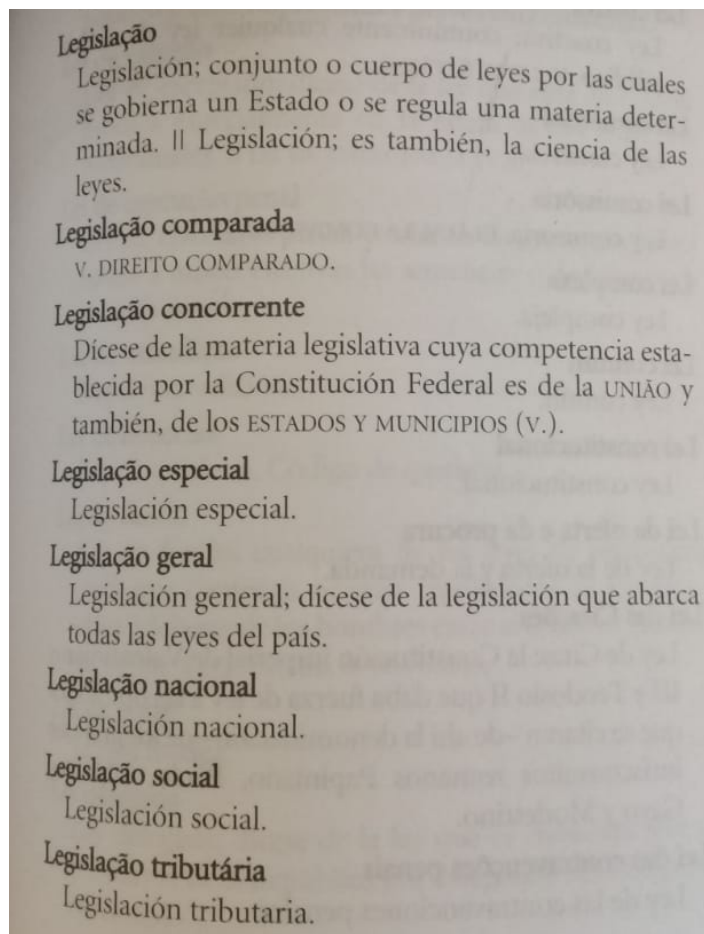 Legislação
Legislación; conjunto o cuerpo de leyes por las cuales
se gobierna un Estado o se regula una materia deter-
minada. || Legislación; es también, la ciencia de las
leyes.
Legislação comparada
V. DIREITO COMPARADO.
Legislação concorrente
Dícese de la materia legislativa cuya competencia esta-
blecida por la Constitución Federal es de la UNIÃO y
también, de los ESTADOS Y MUNICIPIOS (V.).
Legislação especial
Legislación especial.
Legislação geral
Legislación general; dícese de la legislación que abarca
todas las leyes del país.
Legislação nacional
Legislación nacional.
Legislação social
Legislación social.
Legislação tributária
Legislación tributaria.